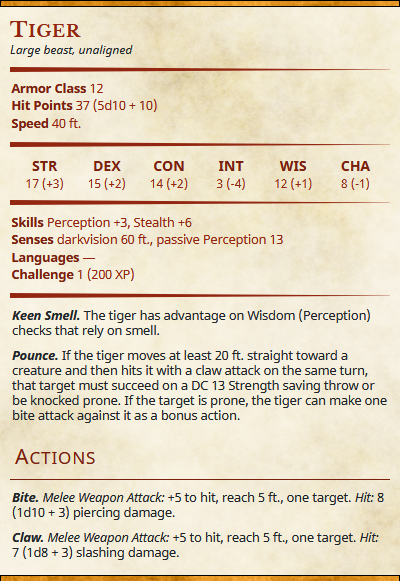 TIGER
Large beast, unaligned
Armor Class 12
Hit Points 37 (5d10 + 10)
Speed 40 ft.
STR DEX CON INT WIS CHA
17 (+3) 15 (+2) 14 (+2) 3 (-4) 12 (+1) 8 (-1)
Skills Perception +3, Stealth +6
Senses darkvision 60 ft., passive Perception 13
Languages —
Challenge 1 (200 XP)
Keen Smell. The tiger has advantage on Wisdom (Perception)
checks that rely on smell.
Pounce. If the tiger moves at least 20 ft. straight toward a
creature and then hits it with a claw attack on the same turn,
that target must succeed on a DC 13 Strength saving throw or
be knocked prone. If the target is prone, the tiger can make one
bite attack against it as a bonus action.
ACTIONS
Bite. Melee Weapon Attack: +5 to hit, reach 5 ft., one target. Hit: 8
(1d10 + 3) piercing damage.
Claw. Melee Weapon Attack: +5 to hit, reach 5 ft., one target. Hit:
7 (1d8 + 3) slashing damage.